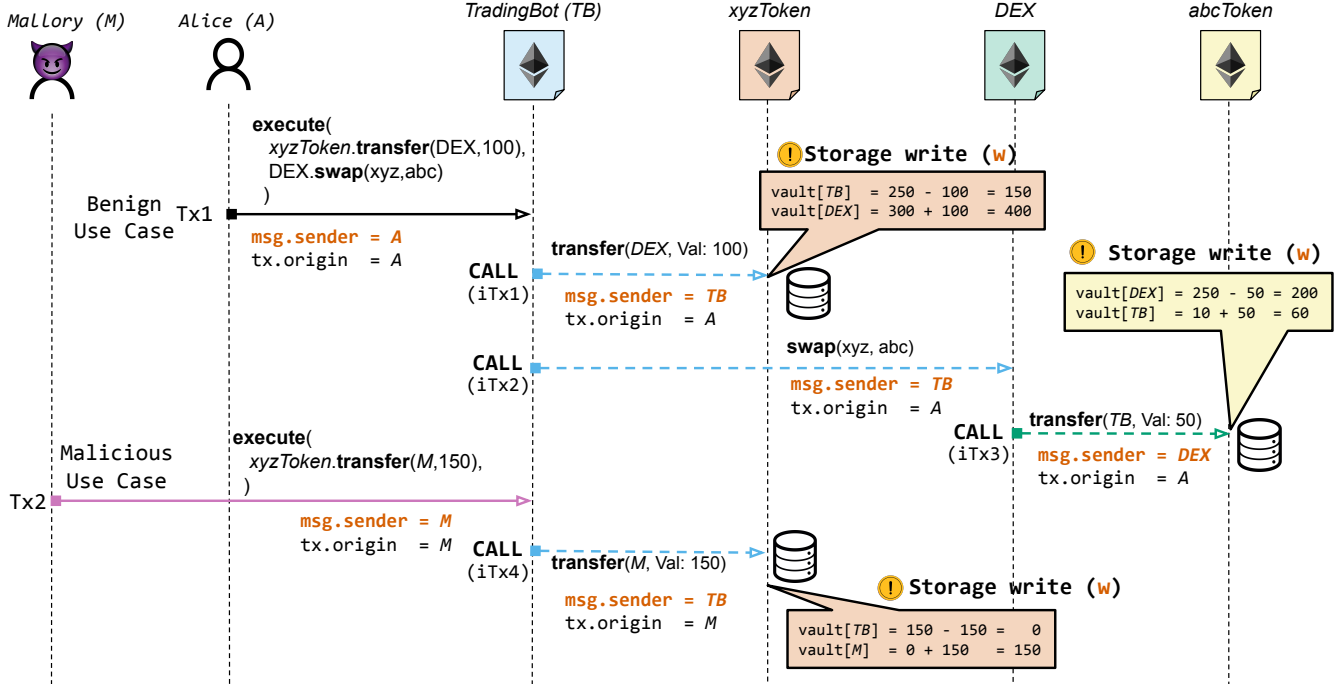 Mallory (M)
Alice (A)
TradingBot (TB)
xyzToken
DEX
abcToken
execute(
xyzToken.transfer(DEX,100),
DEX.swap(xyz,abc)
)
Benign
Use Case
Tx1
msg.sender = A
tx.origin = A
! Storage write (w)
vault[TB] = 250 - 100 = 150
vault[DEX] = 300 + 100 = 400
CALL
(iTx1)
transfer(DEX, Val: 100)
msg.sender = TB
tx.origin = A
! Storage write (w)
vault[DEX] = 250 - 50 = 200
vault[TB] = 10 + 50 = 60
CALL
(iTx2)
swap(xyz, abc)
msg.sender = TB
tx.origin = A
CALL
(iTx3)
transfer(TB, Val: 50)
msg.sender = DEX
tx.origin = A
Malicious
Use Case
Tx2
execute(
xyzToken.transfer(M,150),
)
msg.sender = M
tx.origin = M
CALL
(iTx4)
transfer(M, Val: 150)
msg.sender = TB
tx.origin = M
! Storage write (w)
vault[TB] = 150 - 150 = 0
vault[M] = 0 + 150 = 150